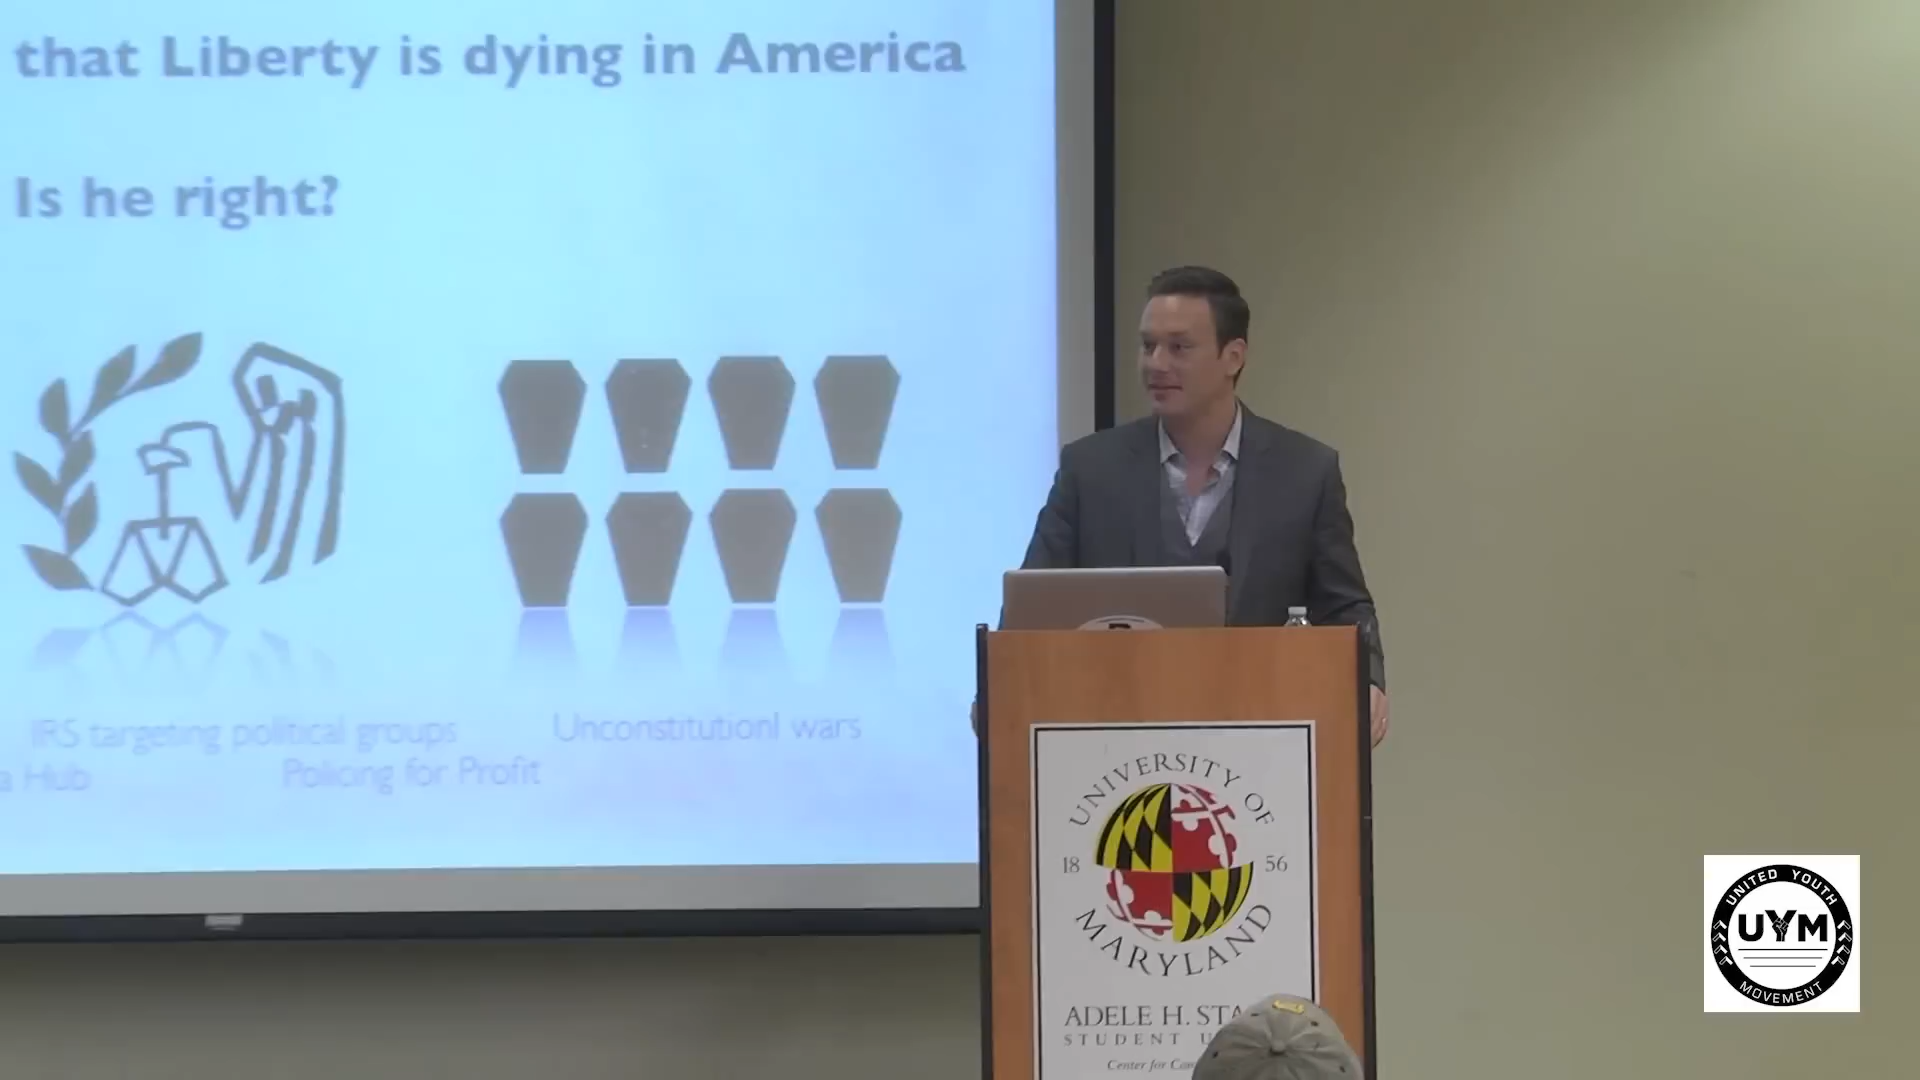 that Liberty is dying in America
Is he right?
IRS targeting political groups
Unconstitutionl wars
a Hub
Policing for Profit
UNIVERSITY OF
18 56
MARYLAND
ADELE H. STA
STUDENT U
Center for Cam
UNITED YOUTH
UYM
MOVEMENT